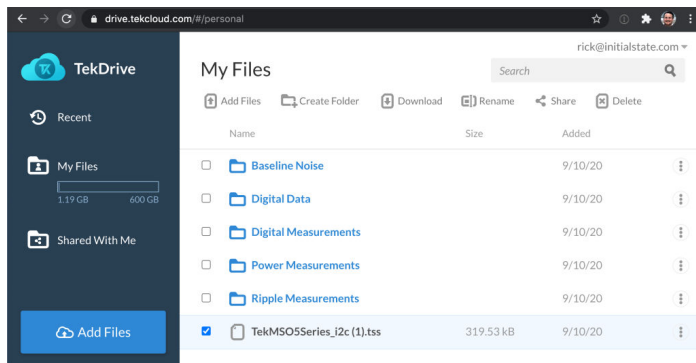 drive.tekcloud.com/#/personal
rick@initialstate.com
TekDrive
My Files
Search
Add Files Create Folder Download Rename Share Delete
Recent
Name Size Added
My Files
1.19 GB 600 GB
Shared With Me
Baseline Noise 9/10/20
Digital Data 9/10/20
Digital Measurements 9/10/20
Power Measurements 9/10/20
Ripple Measurements 9/10/20
Add Files
TekMSO5Series_i2c (1).tss 319.53 kB 9/10/20